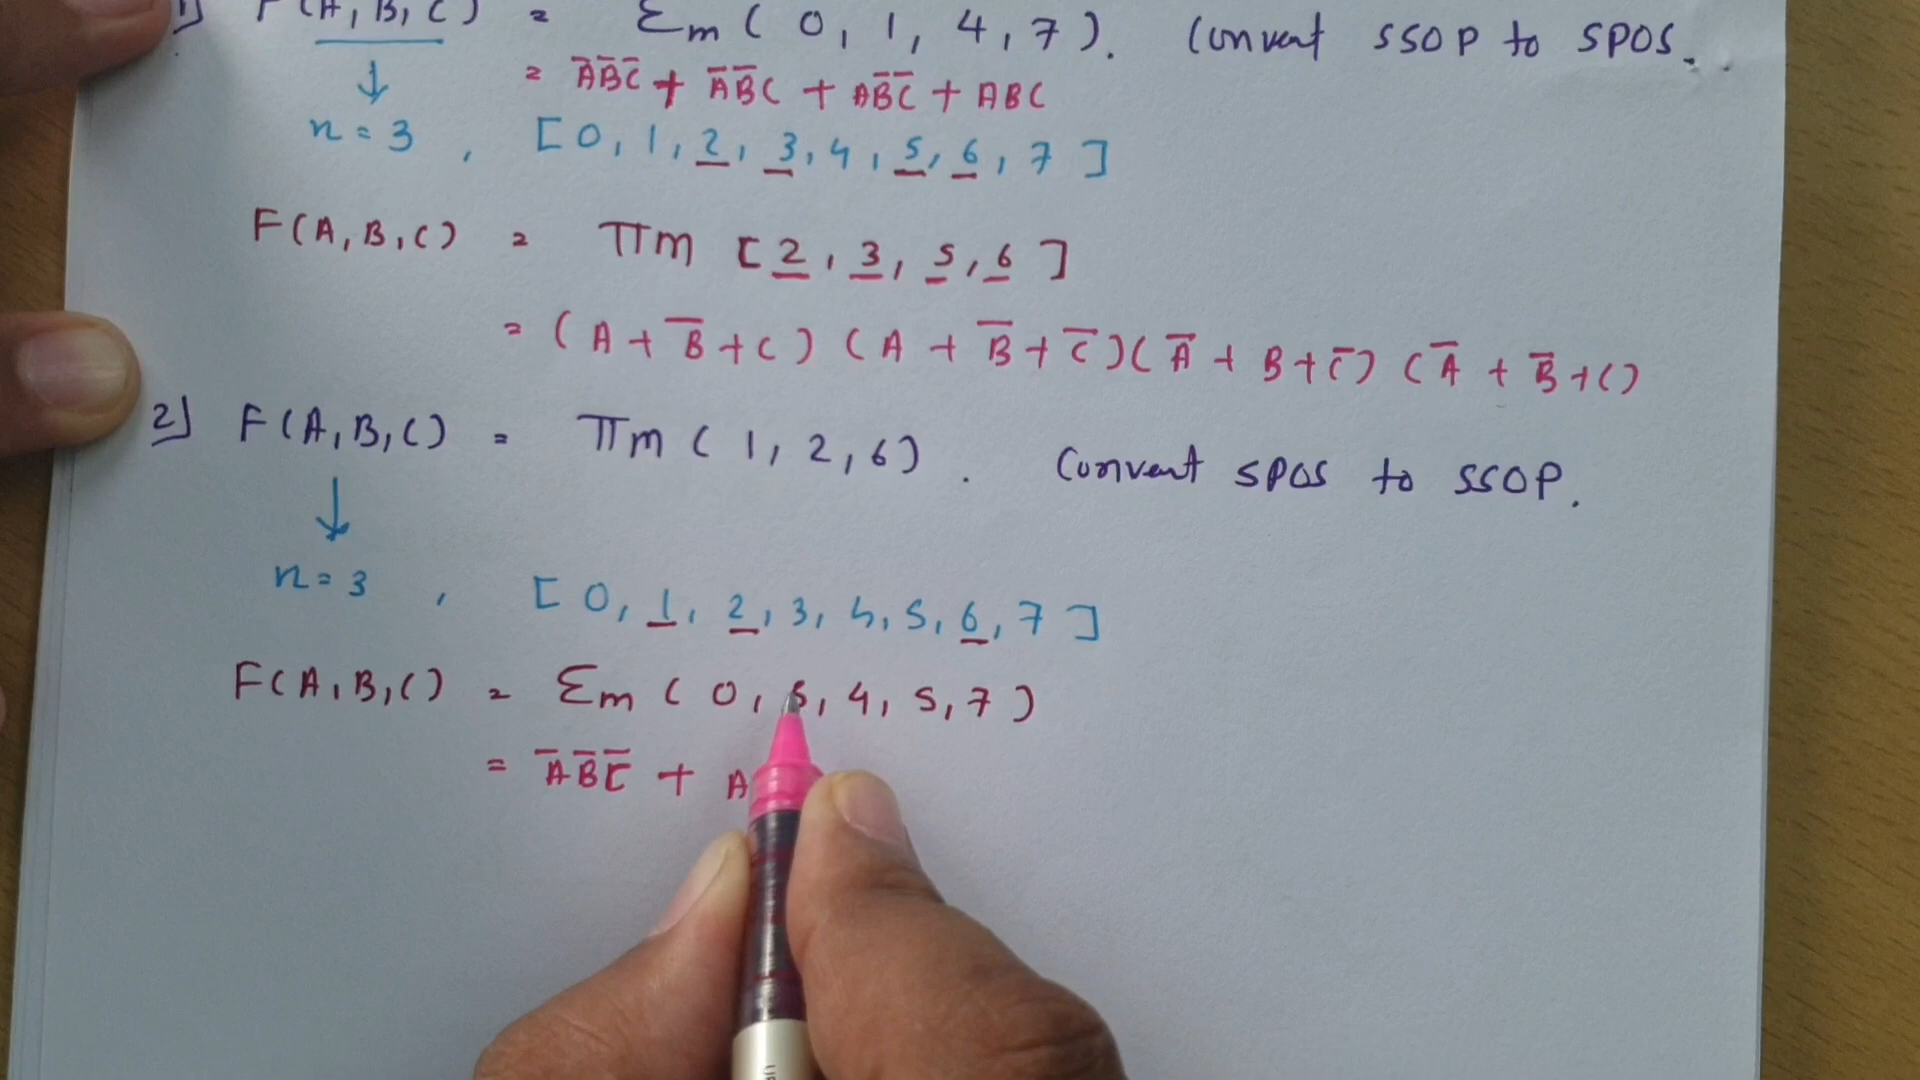 1) F(A, B, C) = Σm ( 0, 1, 4, 7). Convert SSOP to SPOS.
↓ = A̅B̅C̅ + A̅B̅C + AB̅C̅ + ABC
n = 3 , [0, 1, 2, 3, 4, 5, 6, 7]
F(A, B, C) = πM [2, 3, 5, 6]
= (A + B̅ + C) (A + B̅ + C̅)(A̅ + B + C̅) (A̅ + B̅ + C)
2) F(A, B, C) = πM ( 1, 2, 6) . Convert SPOS to SSOP.
↓
n = 3 , [0, 1, 2, 3, 4, 5, 6, 7]
F(A, B, C) = Σm ( 0, 3, 4, 5, 7 )
= A̅B̅C̅ + A